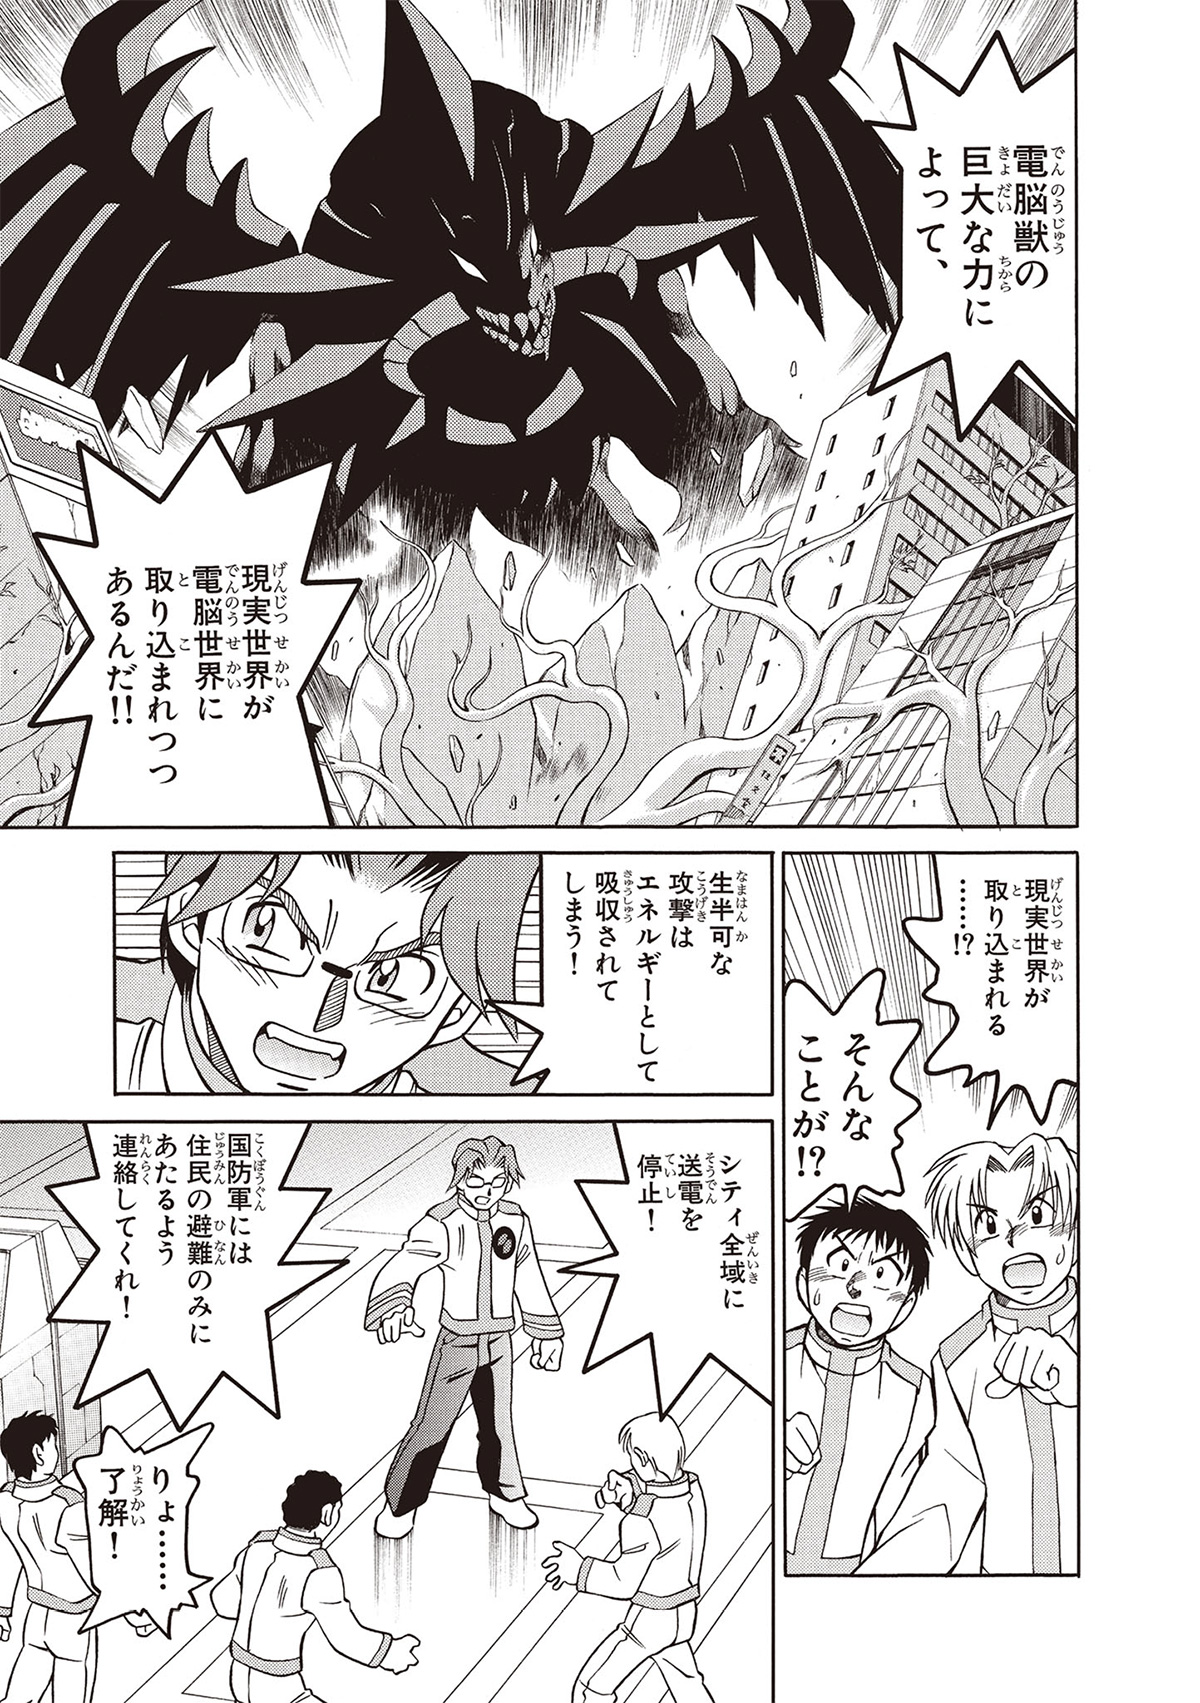 電脳獣の
巨大な力に
よって、
現実世界が
電脳世界に
取り込まれつつ
あるんだ!!
現実世界が
取り込まれる
……!?
そんな
ことが!?
生半可な
攻撃は
エネルギーとして
吸収されて
しまう!
シティ全域に
送電を
停止!
国防軍には
住民の避難のみに
あたるよう
連絡してくれ!
りょ……
了解!